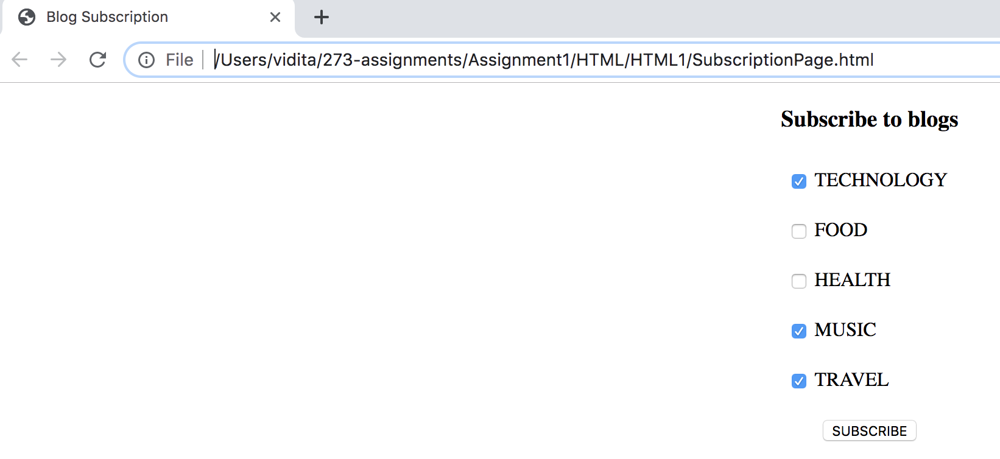 Blog Subscription
File /Users/vidita/273-assignments/Assignment1/HTML/HTML1/SubscriptionPage.html
Subscribe to blogs
TECHNOLOGY
FOOD
HEALTH
MUSIC
TRAVEL
SUBSCRIBE